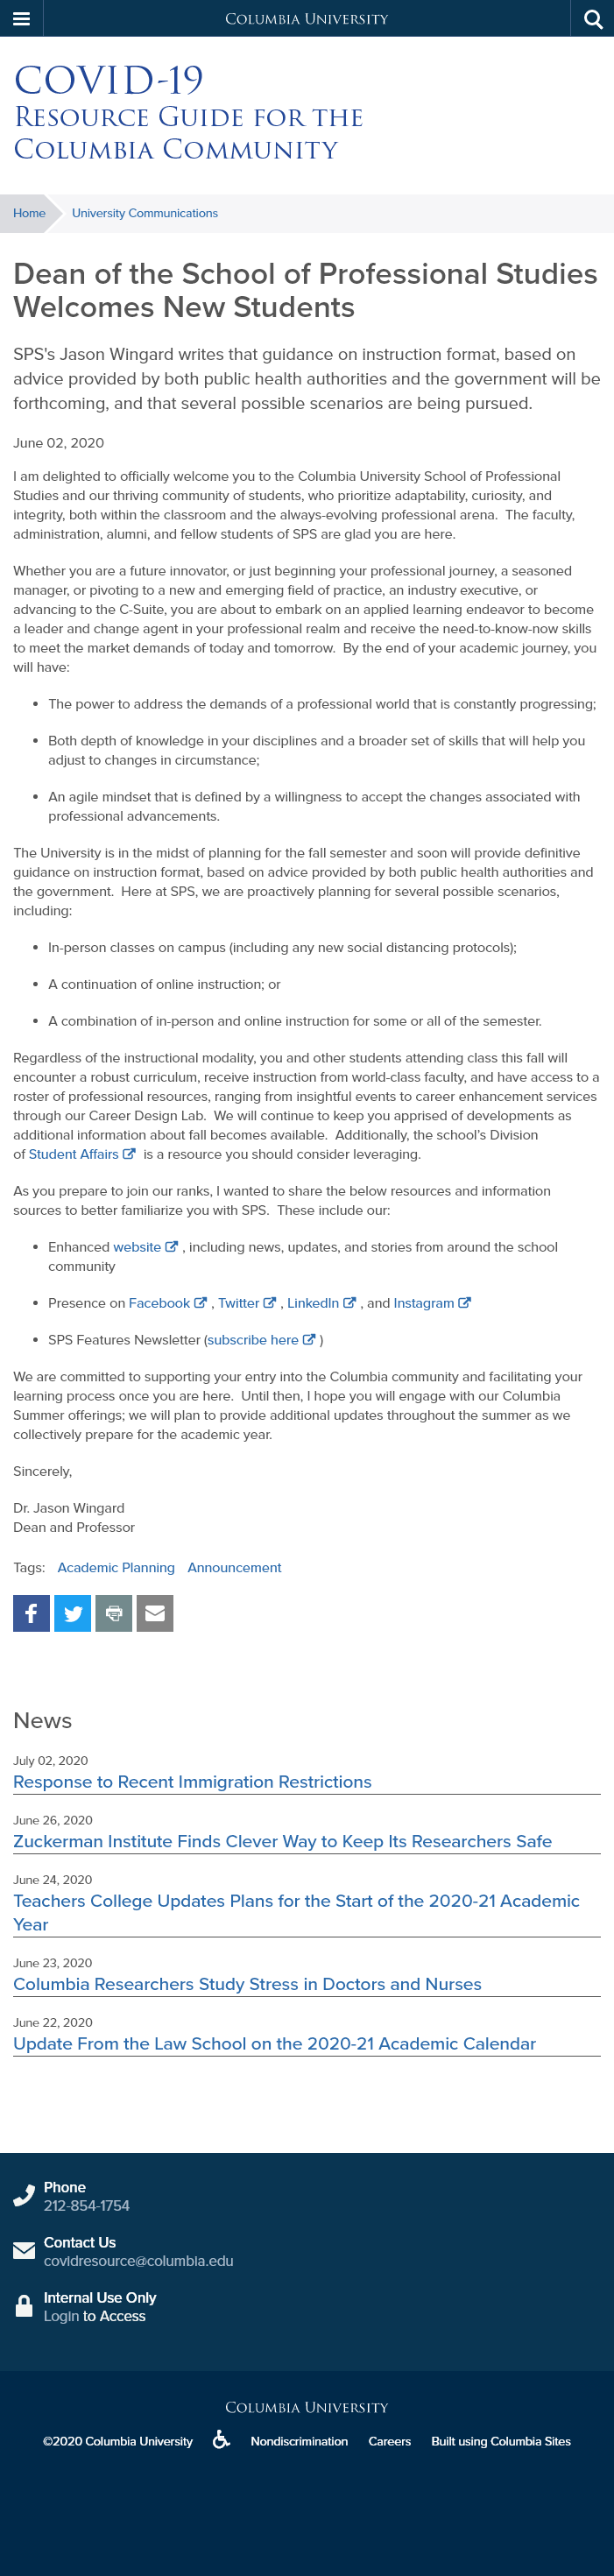 Columbia University
COVID-19
Resource Guide for the
Columbia Community
Home University Communications
Dean of the School of Professional Studies
Welcomes New Students
SPS's Jason Wingard writes that guidance on instruction format, based on
advice provided by both public health authorities and the government will be
forthcoming, and that several possible scenarios are being pursued.
June 02, 2020
I am delighted to officially welcome you to the Columbia University School of Professional
Studies and our thriving community of students, who prioritize adaptability, curiosity, and
integrity, both within the classroom and the always-evolving professional arena. The faculty,
administration, alumni, and fellow students of SPS are glad you are here.
Whether you are a future innovator, or just beginning your professional journey, a seasoned
manager, or pivoting to a new and emerging field of practice, an industry executive, or
advancing to the C-Suite, you are about to embark on an applied learning endeavor to become
a leader and change agent in your professional realm and receive the need-to-know-now skills
to meet the market demands of today and tomorrow. By the end of your academic journey, you
will have:
• The power to address the demands of a professional world that is constantly progressing;
• Both depth of knowledge in your disciplines and a broader set of skills that will help you
adjust to changes in circumstance;
• An agile mindset that is defined by a willingness to accept the changes associated with
professional advancements.
The University is in the midst of planning for the fall semester and soon will provide definitive
guidance on instruction format, based on advice provided by both public health authorities and
the government. Here at SPS, we are proactively planning for several possible scenarios,
including:
• In-person classes on campus (including any new social distancing protocols);
• A continuation of online instruction; or
• A combination of in-person and online instruction for some or all of the semester.
Regardless of the instructional modality, you and other students attending class this fall will
encounter a robust curriculum, receive instruction from world-class faculty, and have access to a
roster of professional resources, ranging from insightful events to career enhancement services
through our Career Design Lab. We will continue to keep you apprised of developments as
additional information about fall becomes available. Additionally, the school’s Division
of Student Affairs is a resource you should consider leveraging.
As you prepare to join our ranks, I wanted to share the below resources and information
sources to better familiarize you with SPS. These include our:
• Enhanced website , including news, updates, and stories from around the school
community
• Presence on Facebook , Twitter , LinkedIn , and Instagram
• SPS Features Newsletter (subscribe here )
We are committed to supporting your entry into the Columbia community and facilitating your
learning process once you are here. Until then, I hope you will engage with our Columbia
Summer offerings; we will plan to provide additional updates throughout the summer as we
collectively prepare for the academic year.
Sincerely,
Dr. Jason Wingard
Dean and Professor
Tags: Academic Planning Announcement
News
July 02, 2020
Response to Recent Immigration Restrictions
June 26, 2020
Zuckerman Institute Finds Clever Way to Keep Its Researchers Safe
June 24, 2020
Teachers College Updates Plans for the Start of the 2020-21 Academic
Year
June 23, 2020
Columbia Researchers Study Stress in Doctors and Nurses
June 22, 2020
Update From the Law School on the 2020-21 Academic Calendar
Phone
212-854-1754
Contact Us
covidresource@columbia.edu
Internal Use Only
Login to Access
Columbia University
©2020 Columbia University Nondiscrimination Careers Built using Columbia Sites